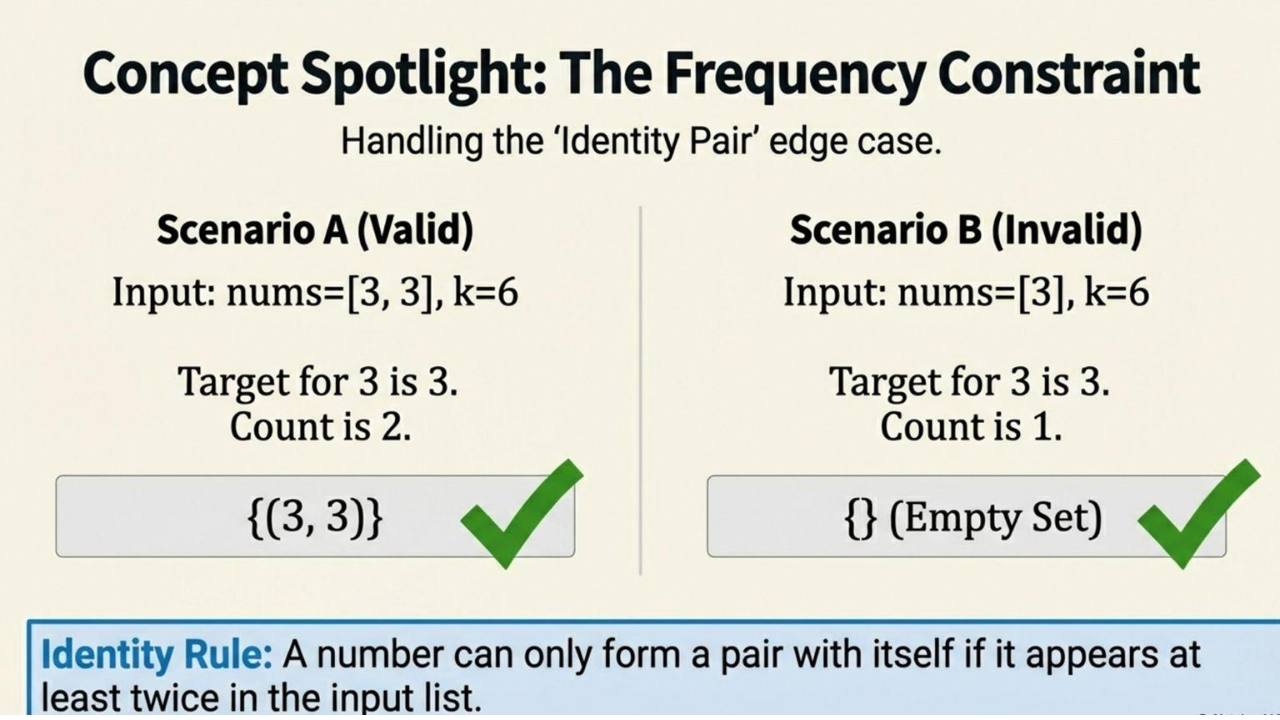 Concept Spotlight: The Frequency Constraint
Handling the ‘Identity Pair’ edge case.
Scenario A (Valid)
Input: nums=[3, 3], k=6
Target for 3 is 3.
Count is 2.
{(3, 3)}
Scenario B (Invalid)
Input: nums=[3], k=6
Target for 3 is 3.
Count is 1.
{} (Empty Set)
Identity Rule: A number can only form a pair with itself if it appears at
least twice in the input list.